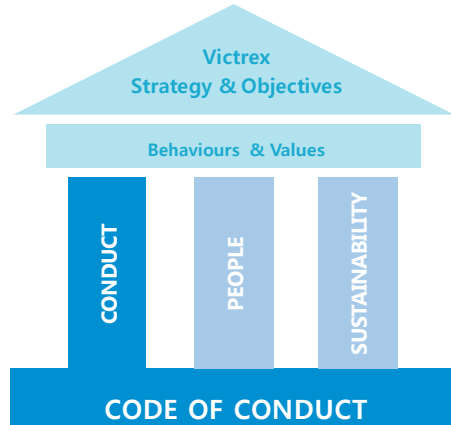 Victrex
Strategy & Objectives
Behaviours & Values
CONDUCT
PEOPLE
SUSTAINABILITY
CODE OF CONDUCT